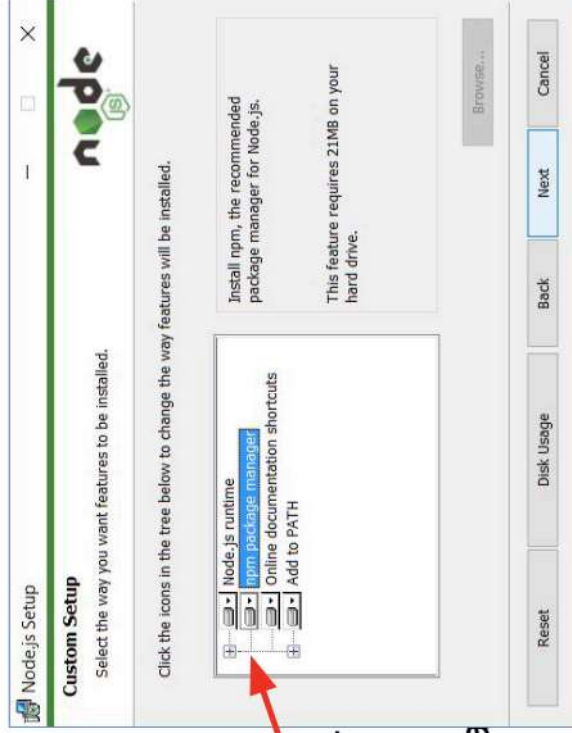 Node.js Setup
Custom Setup
Select the way you want features to be installed.
node
JS
Click the icons in the tree below to change the way features will be installed.
Node.js runtime
npm package manager
Online documentation shortcuts
Add to PATH
Install npm, the recommended
package manager for Node.js.
This feature requires 21MB on your
hard drive.
Browse...
Reset
Disk Usage
Back
Next
Cancel